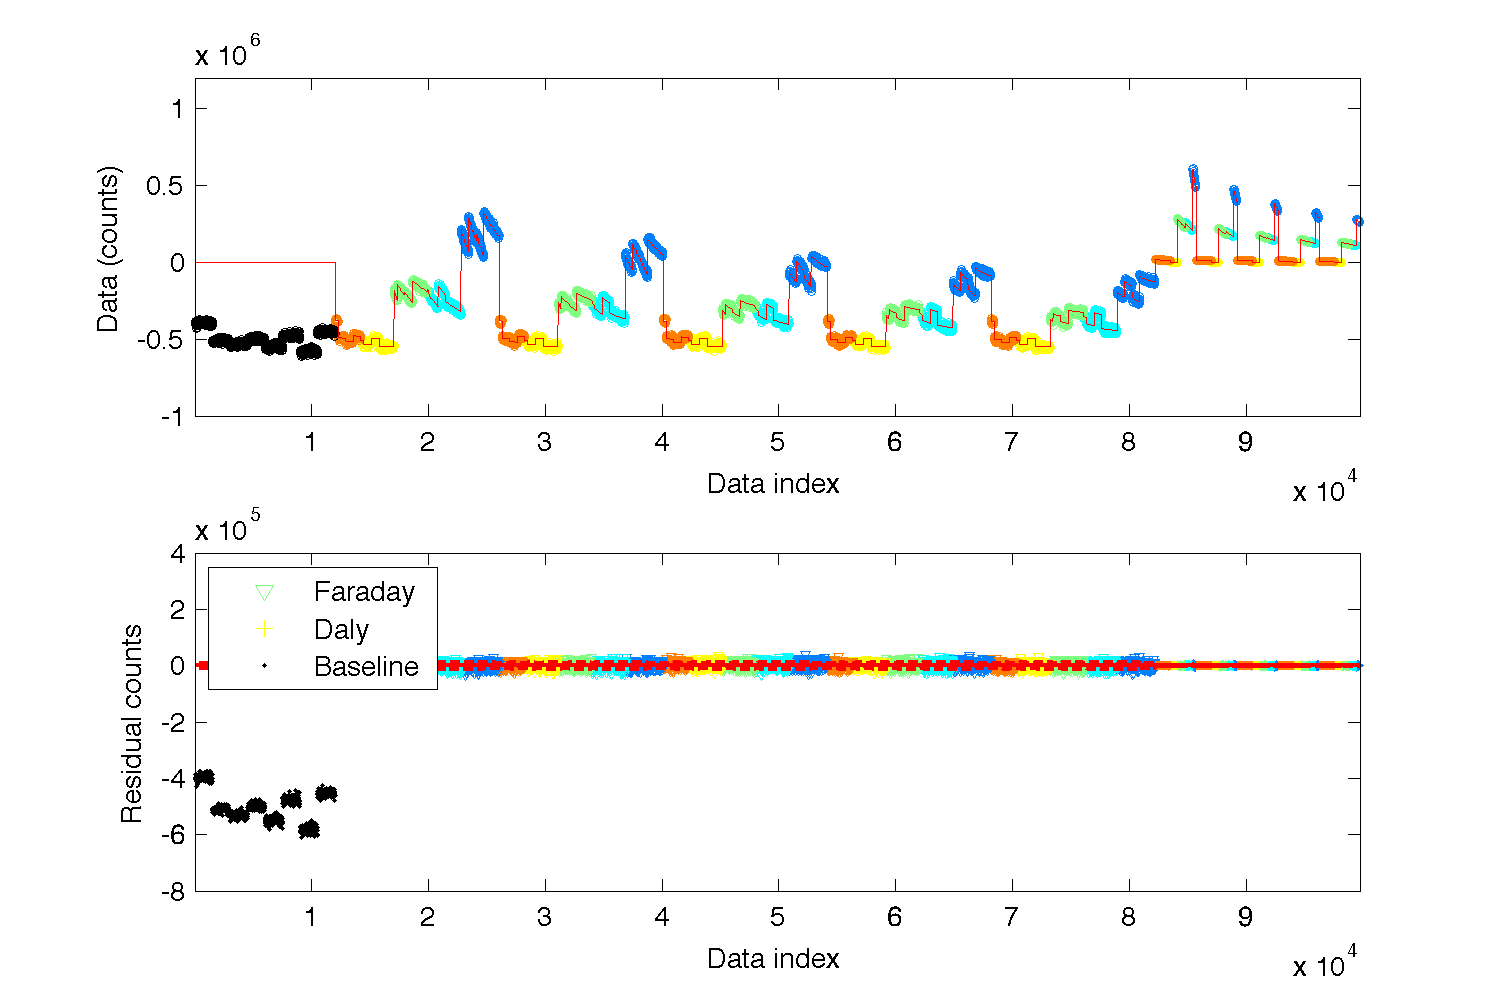 x 10^6
1
0.5
0
-0.5
-1
Data (counts)
1 2 3 4 5 6 7 8 9
Data index
x 10^4
x 10^5
4
2
0
-2
-4
-6
-8
Residual counts
Faraday
Daly
Baseline
1 2 3 4 5 6 7 8 9
Data index
x 10^4